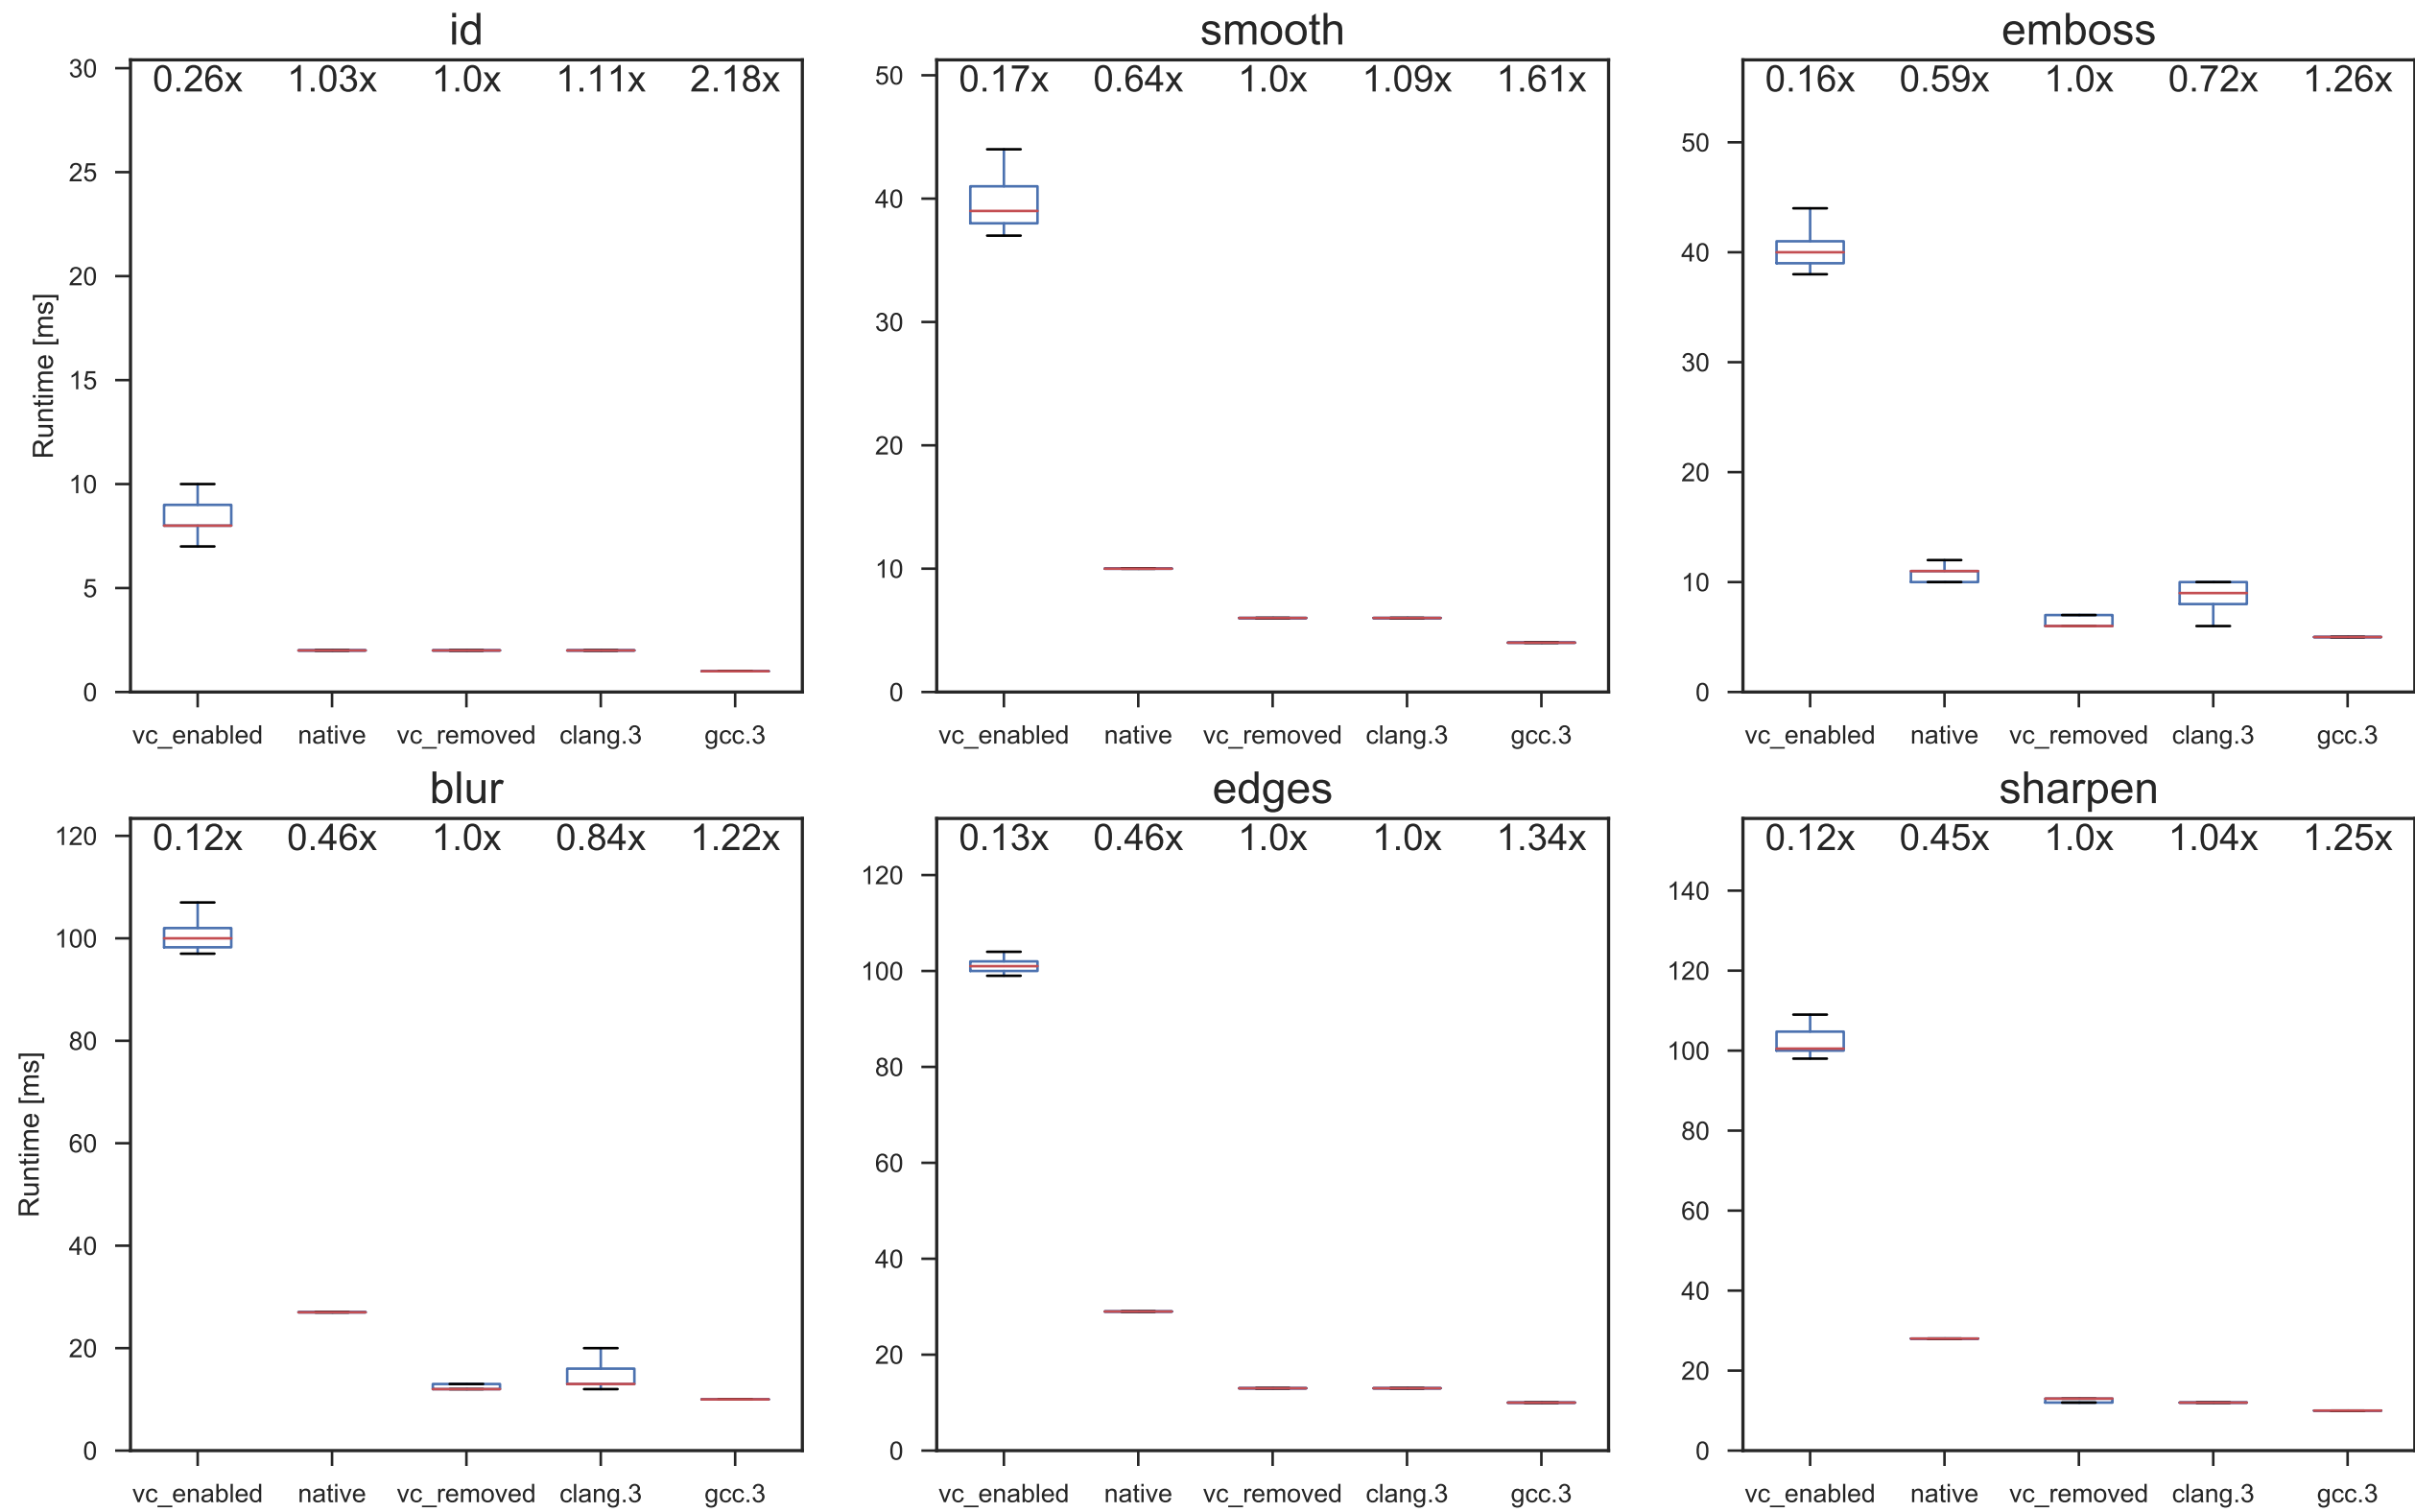 id
0.26x 1.03x 1.0x 1.11x 2.18x
30
25
20
15
10
5
0
Runtime [ms]
vc_enabled native vc_removed clang.3 gcc.3
smooth
0.17x 0.64x 1.0x 1.09x 1.61x
50
40
30
20
10
0
vc_enabled native vc_removed clang.3 gcc.3
emboss
0.16x 0.59x 1.0x 0.72x 1.26x
50
40
30
20
10
0
vc_enabled native vc_removed clang.3 gcc.3
blur
0.12x 0.46x 1.0x 0.84x 1.22x
120
100
80
60
40
20
0
Runtime [ms]
vc_enabled native vc_removed clang.3 gcc.3
edges
0.13x 0.46x 1.0x 1.0x 1.34x
120
100
80
60
40
20
0
vc_enabled native vc_removed clang.3 gcc.3
sharpen
0.12x 0.45x 1.0x 1.04x 1.25x
140
120
100
80
60
40
20
0
vc_enabled native vc_removed clang.3 gcc.3